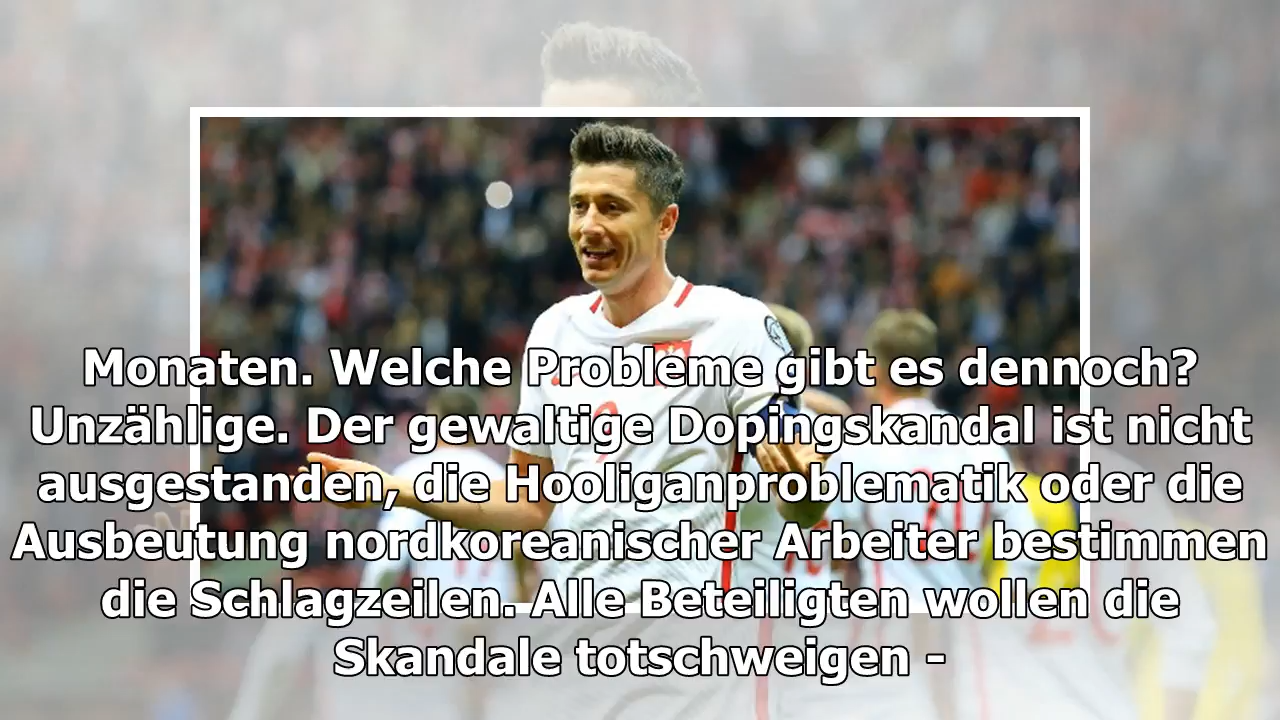 Monaten. Welche Probleme gibt es dennoch?
Unzählige. Der gewaltige Dopingskandal ist nicht
ausgestanden, die Hooliganproblematik oder die
Ausbeutung nordkoreanischer Arbeiter bestimmen
die Schlagzeilen. Alle Beteiligten wollen die
Skandale totschweigen -
9